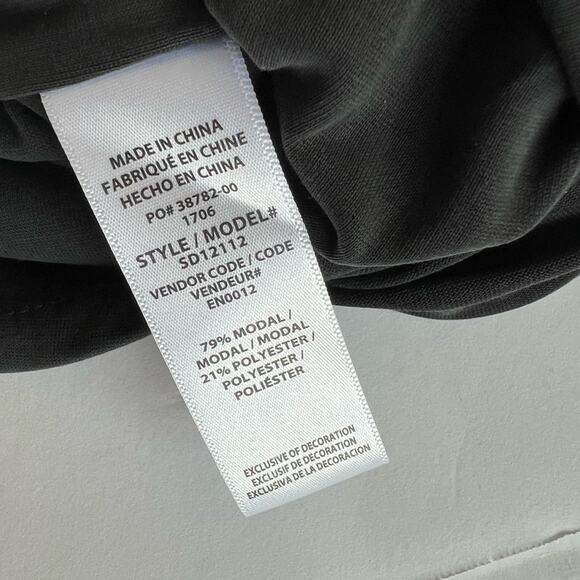 MADE IN CHINA
FABRIQUÉ EN CHINE
HECHO EN CHINA
PO# 38782-00
1706
STYLE / MODEL#
SD12112
VENDOR CODE / CODE
VENDEUR#
EN0012
79% MODAL /
MODAL / MODAL
21% POLYESTER /
POLYESTER /
POLIÉSTER
EXCLUSIVE OF DECORATION
EXCLUSIF DE DECORATION
EXCLUSIVA DE LA DECORACION